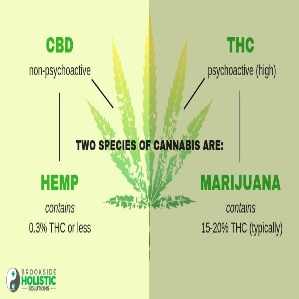 CBD
non-psychoactive
THC
psychoactive (high)
TWO SPECIES OF CANNABIS ARE:
HEMP
contains
0.3% THC or less
MARIJUANA
contains
15-20% THC (typically)
BROOKSIDE
HOLISTIC
SOLUTIONS